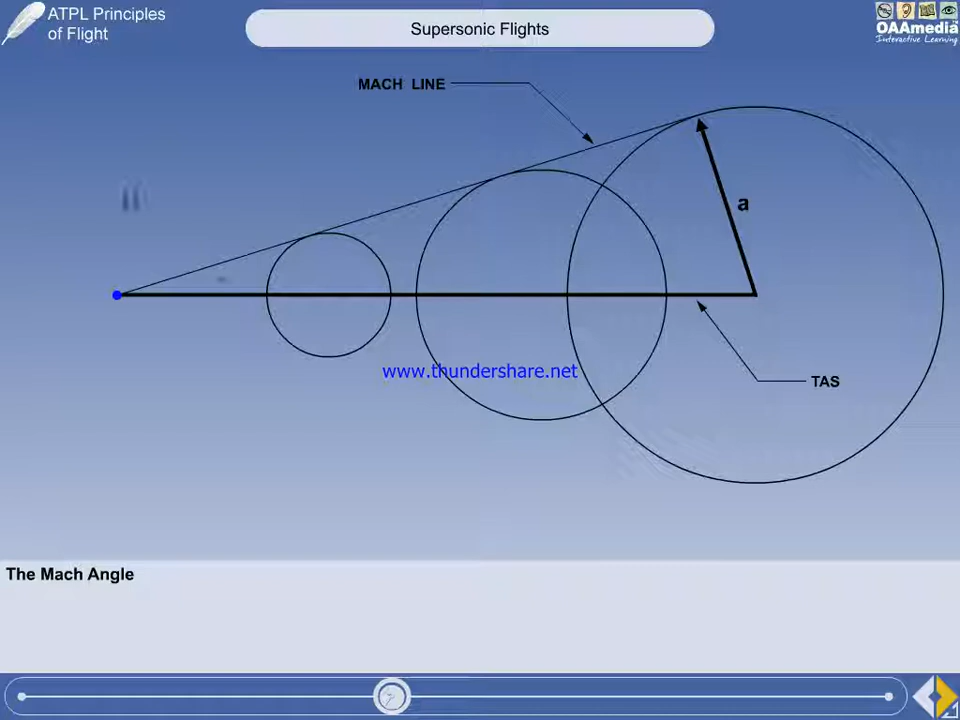 ATPL Principles
of Flight
Supersonic Flights
OAAmedia
Interactive Learning
MACH LINE
a
www.thundershare.net
TAS
The Mach Angle